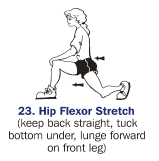 23. Hip Flexor Stretch
(keep back straight, tuck
bottom under, lunge forward
on front leg)